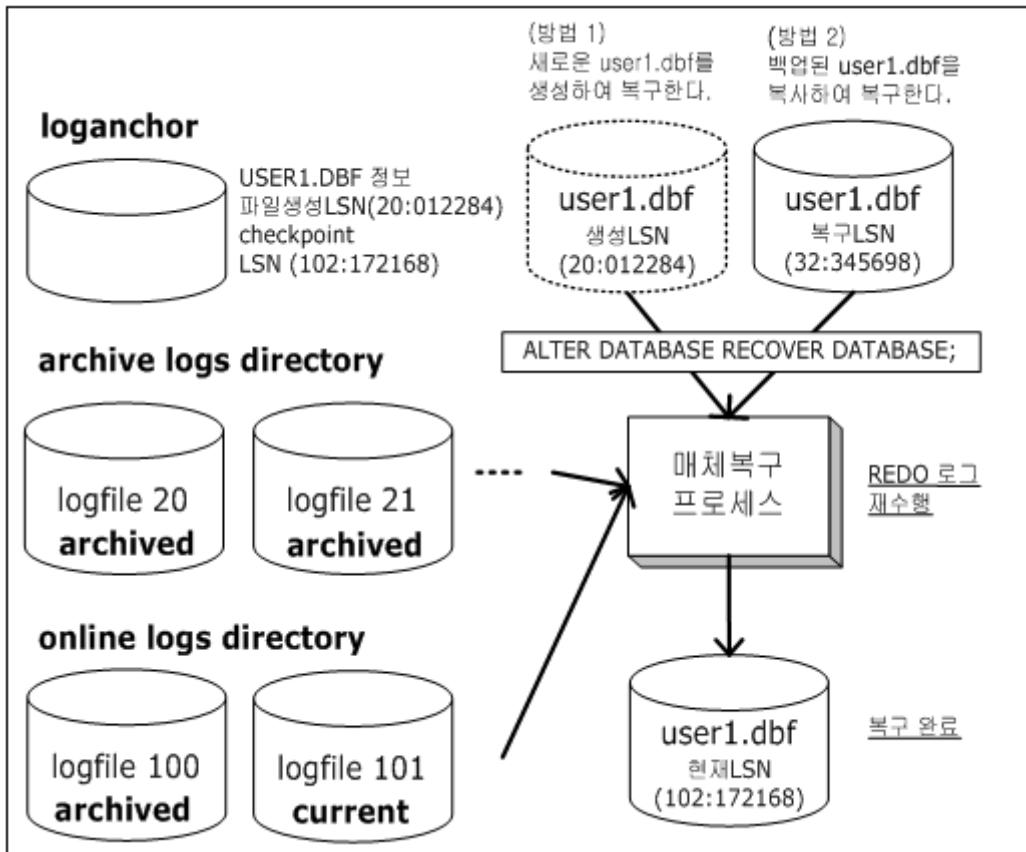 (방법 1)
새로운 user1.dbf를
생성하여 복구한다.
(방법 2)
백업된 user1.dbf을
복사하여 복구한다.
loganchor
USER1.DBF 정보
파일생성LSN(20:012284)
checkpoint
LSN (102:172168)
user1.dbf
생성LSN
(20:012284)
user1.dbf
복구LSN
(32:345698)
ALTER DATABASE RECOVER DATABASE;
archive logs directory
logfile 20
archived
logfile 21
archived
매체복구
프로세스
REDO 로그
재수행
online logs directory
logfile 100
archived
logfile 101
current
user1.dbf
현재LSN
(102:172168)
복구 완료